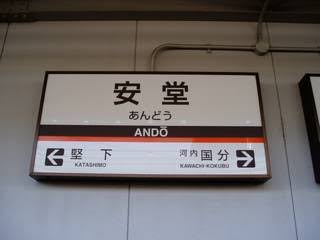 安堂
あんどう
ANDŌ
堅下 河内国分
KATASHIMO KAWACHI-KOKUBU